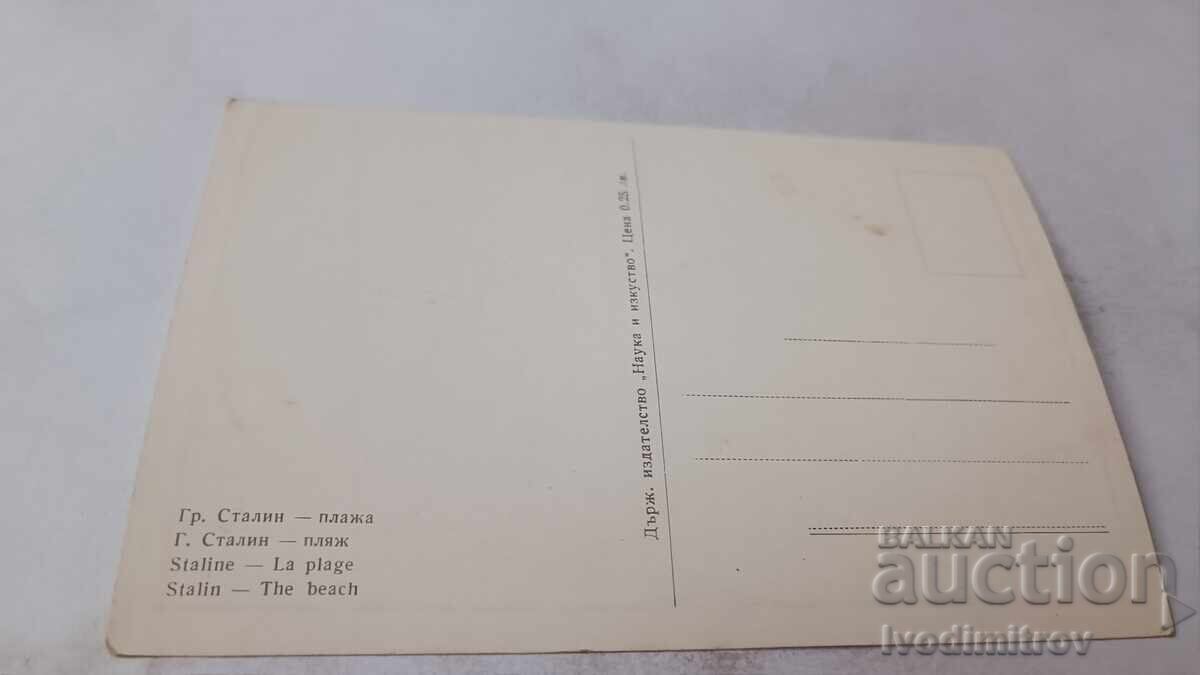 Гр. Сталин — плажа
Г. Сталин — пляж
Staline — La plage
Stalin — The beach
Държ. издателство „Наука и изкуство". Цена 0.25 лв.
BALKAN
auction
Ivodimitrov